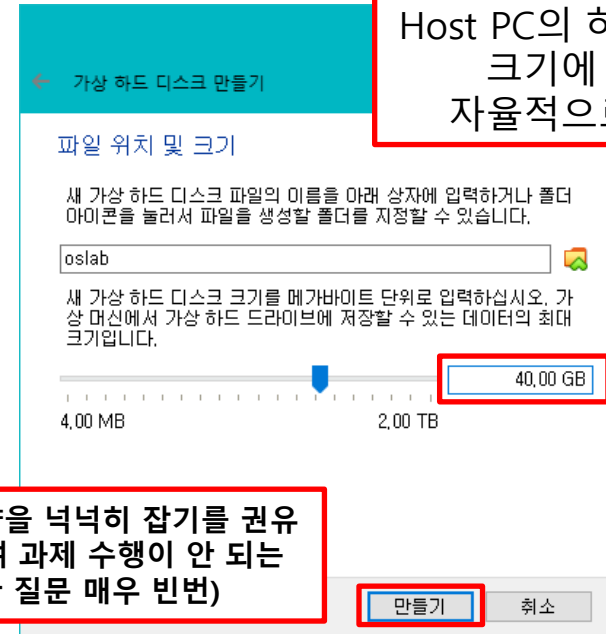 Host PC의
크기에
가상 하드 디스크 만들기
파일 위치 및 크기
새 가상 하드 디스크 파일의 이름을 아래 상자에 입력하거나 폴더
아이콘을 눌러서 파일을 생성할 폴더를 지정할 수 있습니다.
oslab
새 가상 하드 디스크 크기를 메가바이트 단위로 입력하십시오. 가
상 머신에서 가상 하드 드라이브에 저장할 수 있는 데이터의 최대
크기입니다.
40,00 GB
4,00 MB
2,00 TB
넉넉히 잡기를 권유
과제 수행이 안 되는
질문 매우 빈번)
만들기
취소